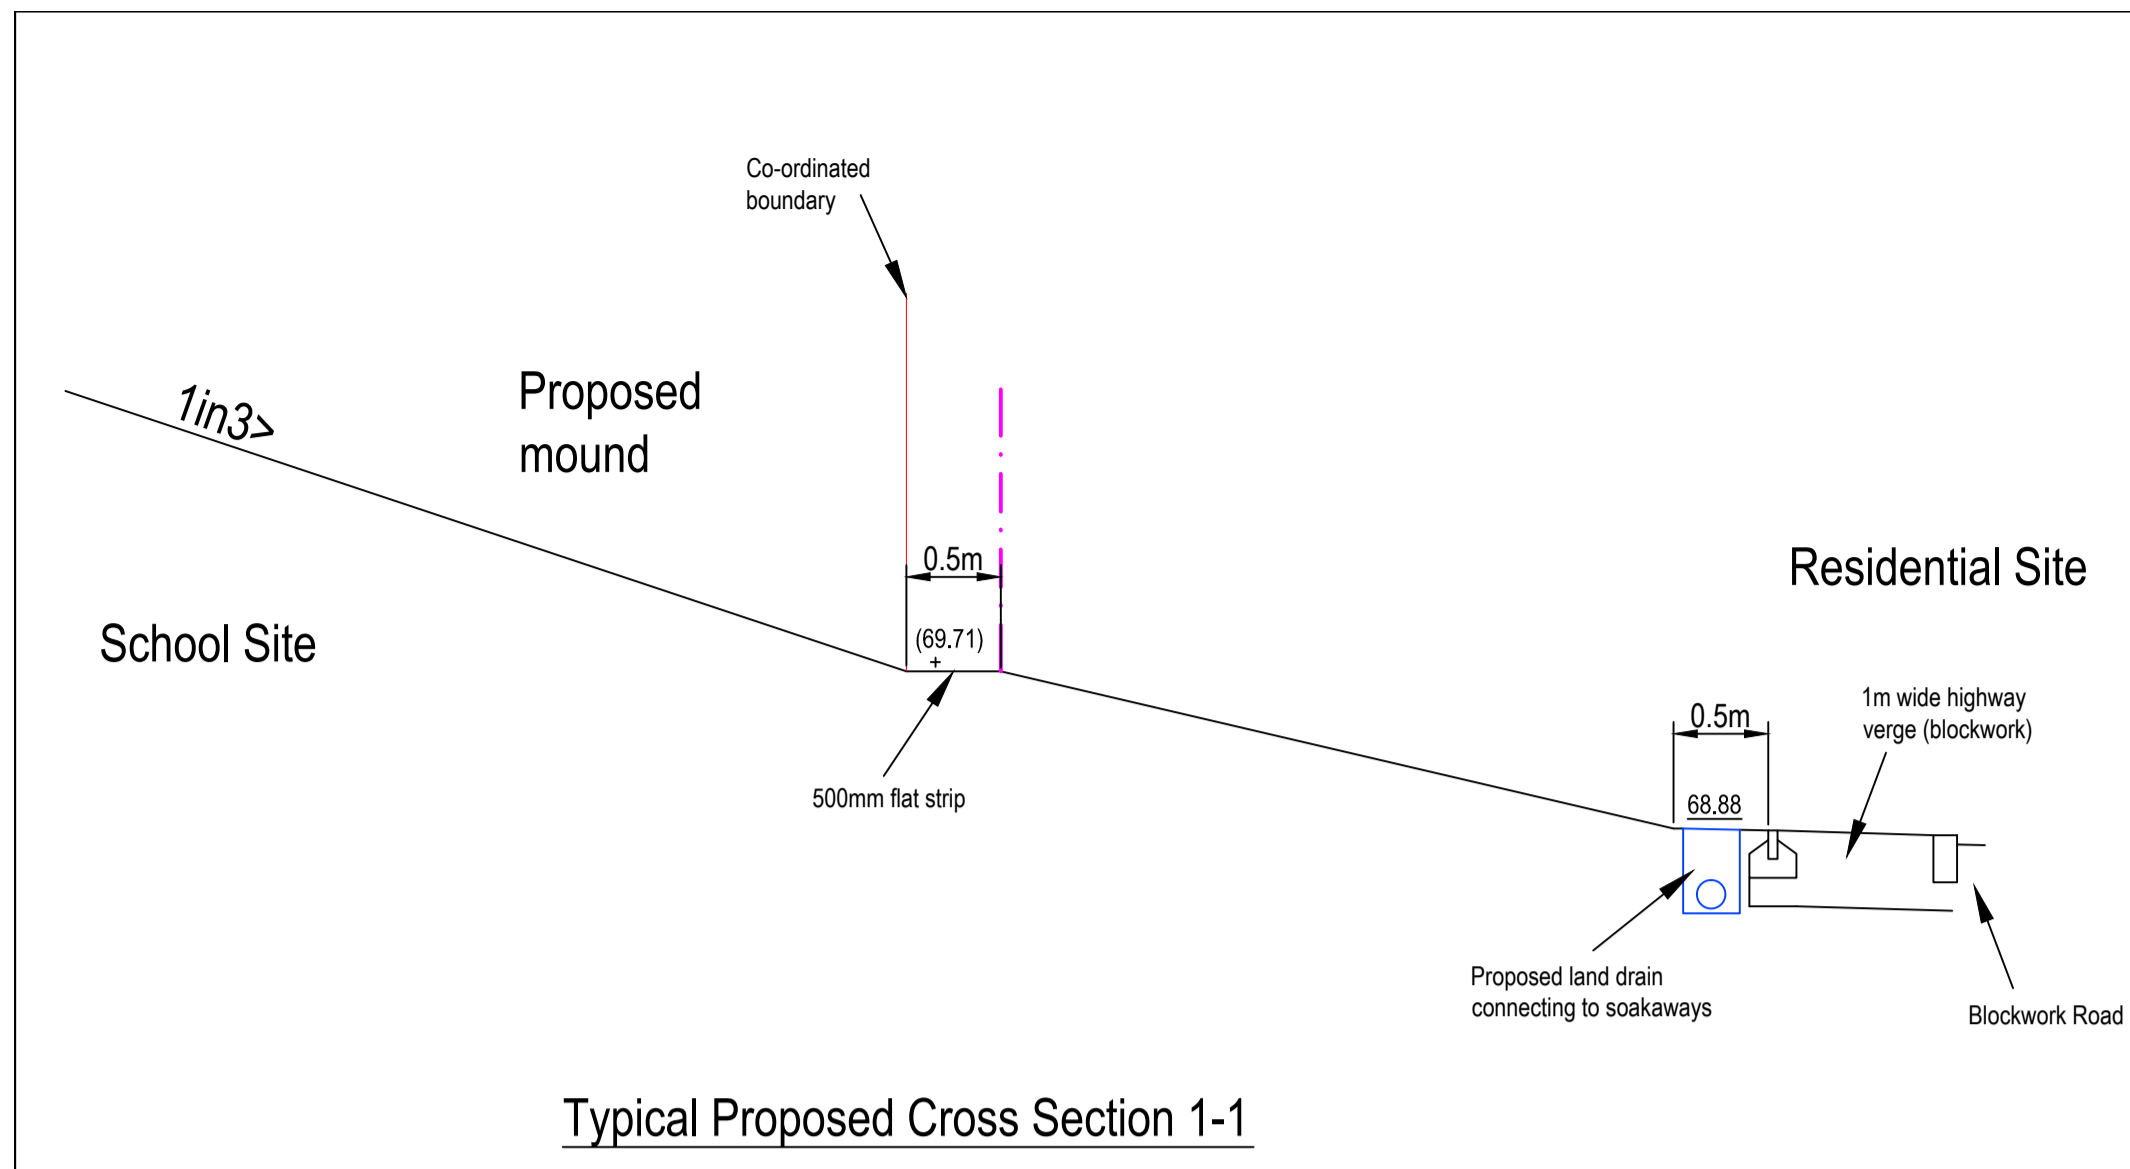 Co-ordinated
boundary
1in3>
Proposed
mound
0.5m
Residential Site
School Site
(69.71)
+
1m wide highway
verge (blockwork)
0.5m
500mm flat strip
68.88
Proposed land drain
connecting to soakaways
Blockwork Road
Typical Proposed Cross Section 1-1